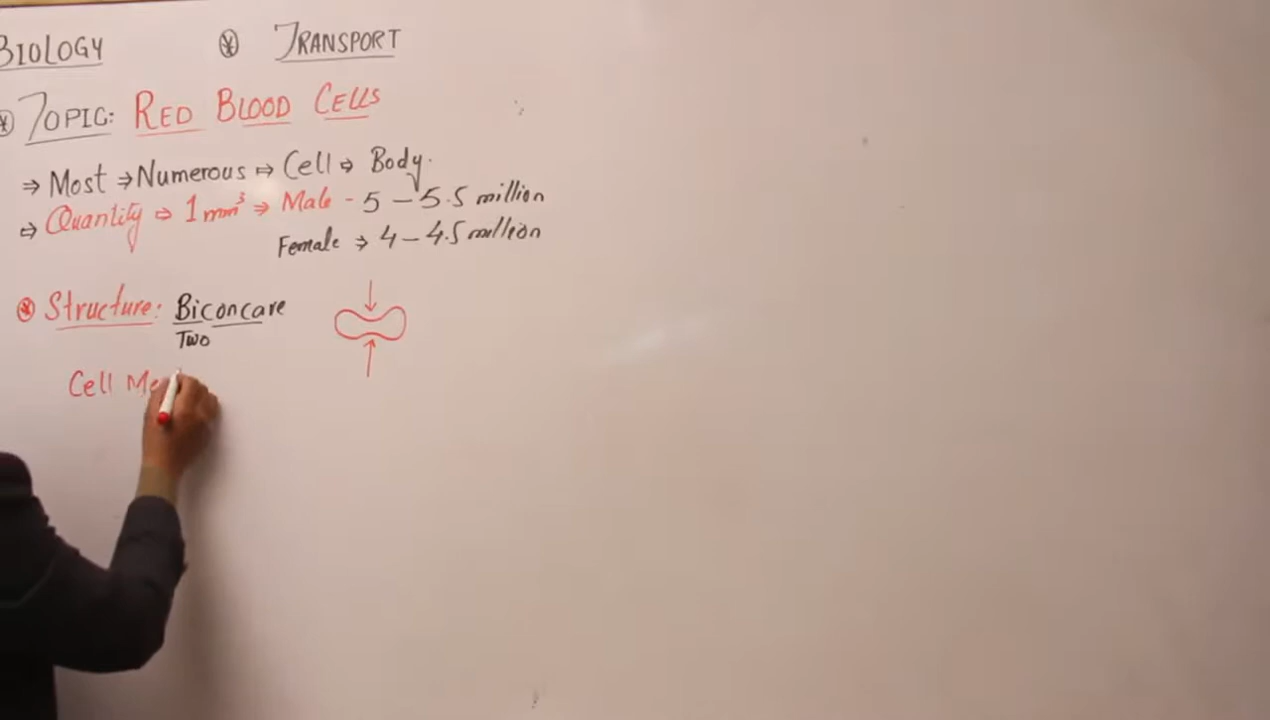 BIOLOGY TRANSPORT
TOPIC: RED BLOOD CELLS
⇒ Most ⇒ Numerous ⇒ Cell ⇒ Body.
⇒ Quantity ⇒ 1 mm³ ⇒ Male - 5 – 5.5 million
Female ⇒ 4 – 4.5 million
Structure: Biconcave
Two
Cell Me